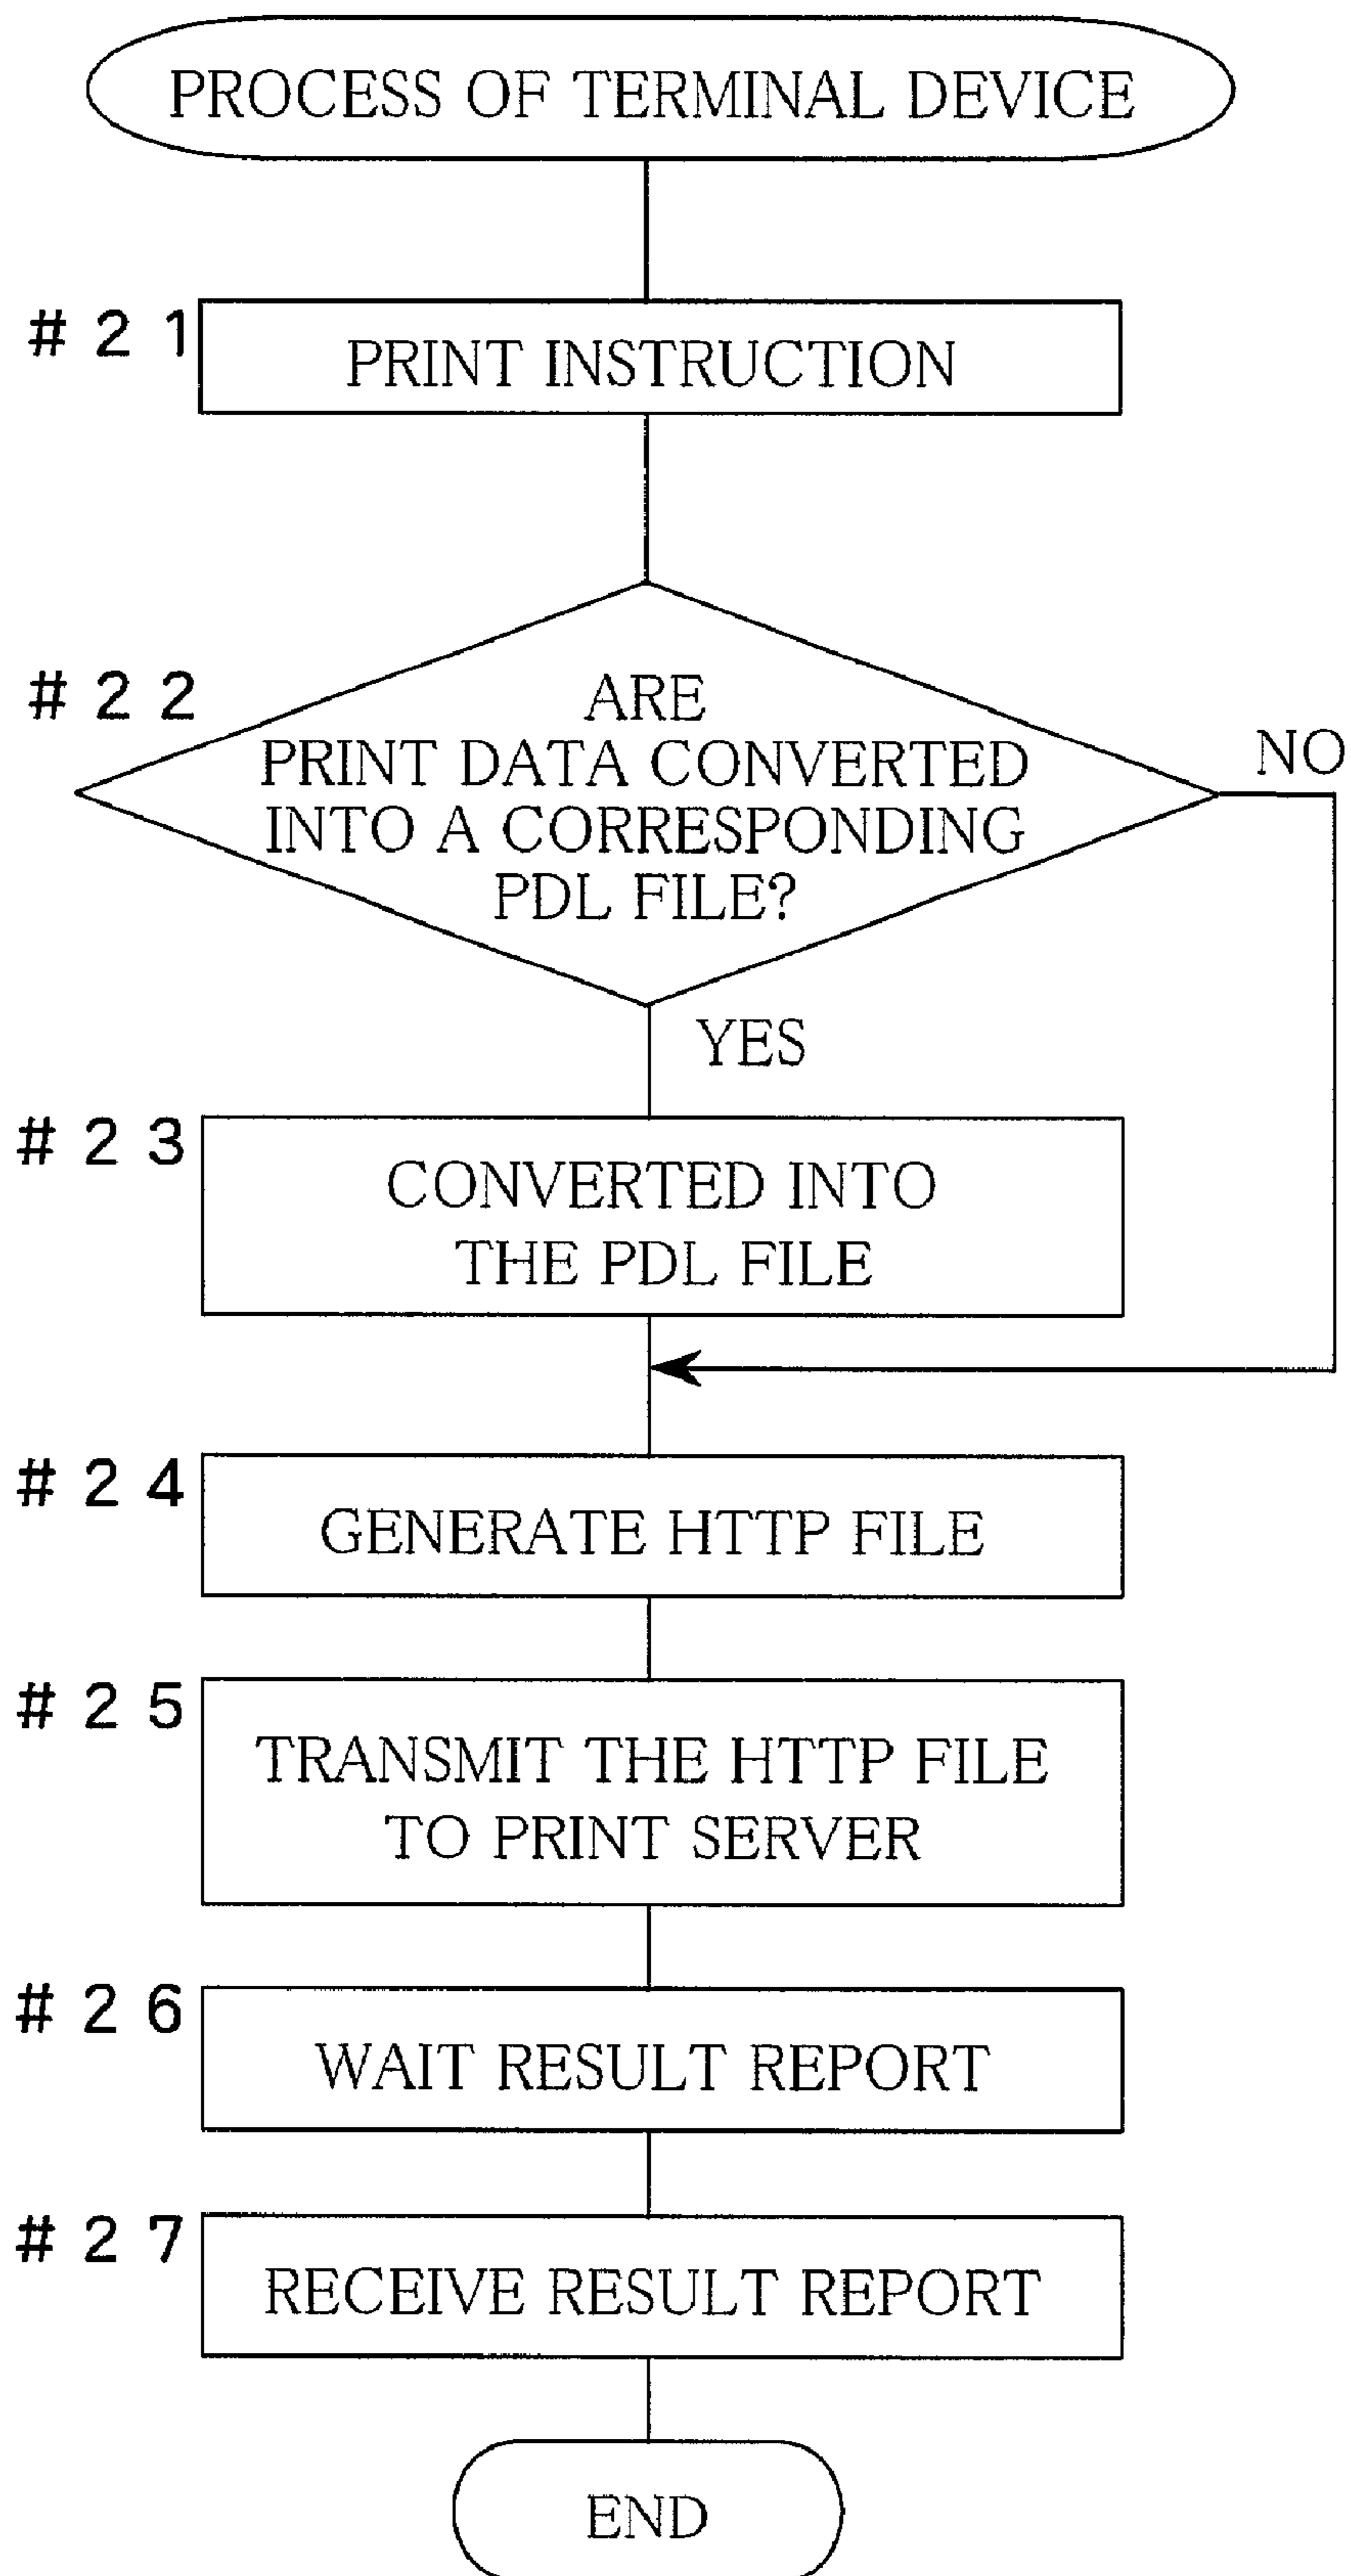 PROCESS OF TERMINAL DEVICE
# 2 1
PRINT INSTRUCTION
# 2 2
ARE
PRINT DATA CONVERTED
INTO A CORRESPONDING
PDL FILE?
NO
YES
# 2 3
CONVERTED INTO
THE PDL FILE
# 2 4
GENERATE HTTP FILE
# 2 5
TRANSMIT THE HTTP FILE
TO PRINT SERVER
# 2 6
WAIT RESULT REPORT
# 2 7
RECEIVE RESULT REPORT
END